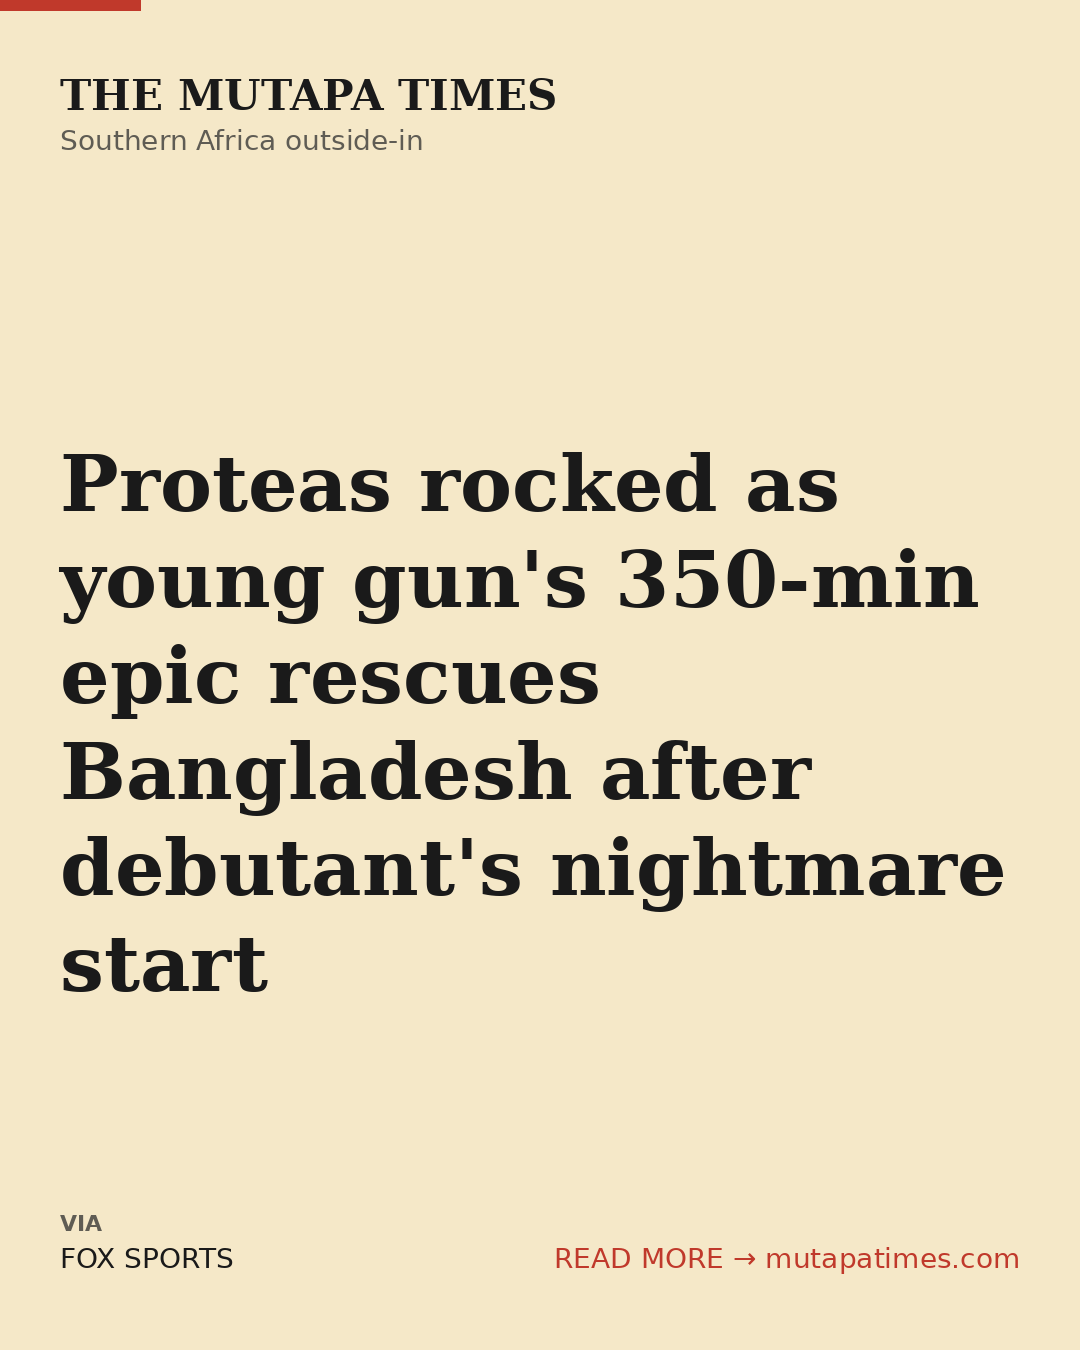 THE MUTAPA TIMES
Southern Africa outside-in
Proteas rocked as
young gun's 350-min
epic rescues
Bangladesh after
debutant's nightmare
start
VIA
FOX SPORTS
READ MORE → mutapatimes.com